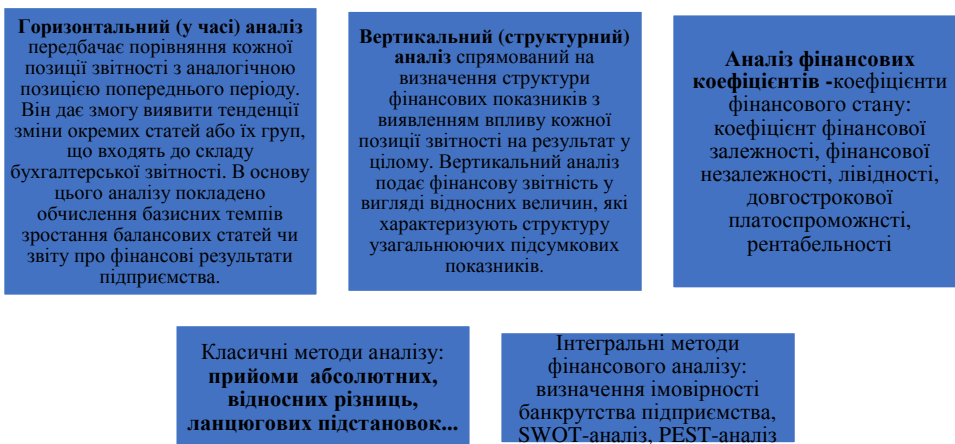 Горизонтальний (у часі) аналіз
передбачає порівняння кожної
позиції звітності з аналогічною
позицією попереднього періоду.
Він дає змогу виявити тенденції
зміни окремих статей або їх груп,
що входять до складу
бухгалтерської звітності. В основу
цього аналізу покладено
обчислення базисних темпів
зростання балансових статей чи
звіту про фінансові результати
підприємства.
Вертикальний (структурний)
аналіз спрямований на
визначення структури
фінансових показників з
виявленням впливу кожної
позиції звітності на результат у
цілому. Вертикальний аналіз
подає фінансову звітність у
вигляді відносних величин, які
характеризують структуру
узагальнюючих підсумкових
показників.
Аналіз фінансових
коефіцієнтів -коефіцієнти
фінансового стану:
коефіцієнт фінансової
залежності, фінансової
незалежності, лівідності,
довгострокової
платоспроможнсті,
рентабельності
Класичні методи аналізу:
прийоми абсолютних,
відносних різниць,
ланцюгових підстановок...
Інтегральні методи
фінансового аналізу:
визначення імовірності
банкрутства підприємства,
SWOT-аналіз, PEST-аналіз